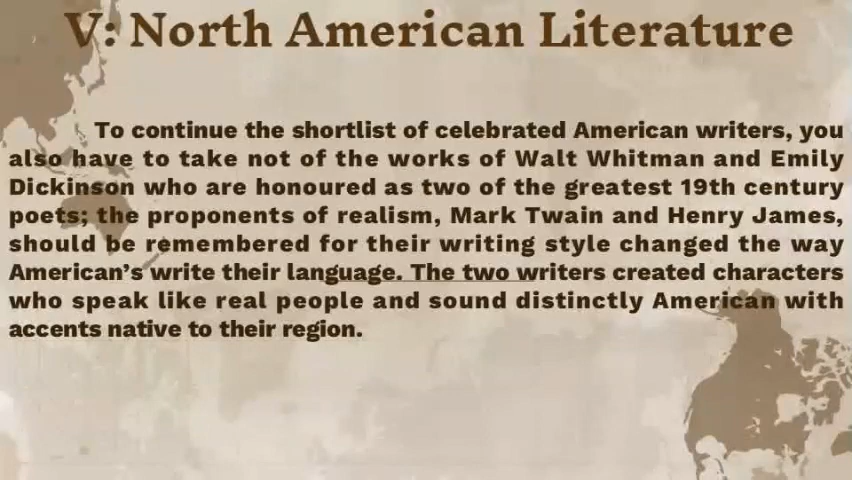 V: North American Literature
To continue the shortlist of celebrated American writers, you
also have to take not of the works of Walt Whitman and Emily
Dickinson who are honoured as two of the greatest 19th century
poets; the proponents of realism, Mark Twain and Henry James,
should be remembered for their writing style changed the way
American’s write their language. The two writers created characters
who speak like real people and sound distinctly American with
accents native to their region.